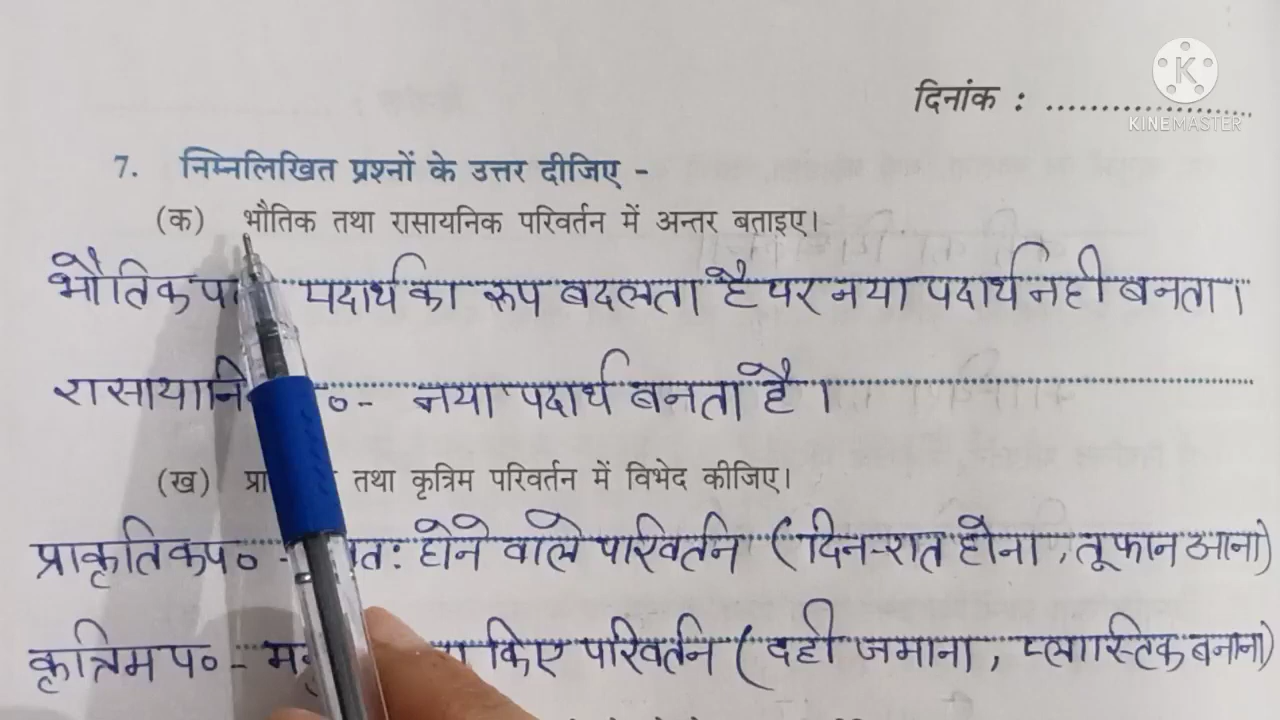 दिनांक : ........................
KINEMASTER
7. निम्नलिखित प्रश्नों के उत्तर दीजिए -
(क) भौतिक तथा रासायनिक परिवर्तन में अन्तर बताइए।
भौतिक पदार्थ का रूप बदलता है पर नया पदार्थ नही बनता।
नया पदार्थ बनता है।
(ख) तथा कृत्रिम परिवर्तन में विभेद कीजिए।
प्राकृतिक प० - होने वाले परिवर्तन (दिन-रात होना, तूफान आना)
कृत्रिम प० - किए परिवर्तन (दही जमाना, प्लास्टिक बनाना)